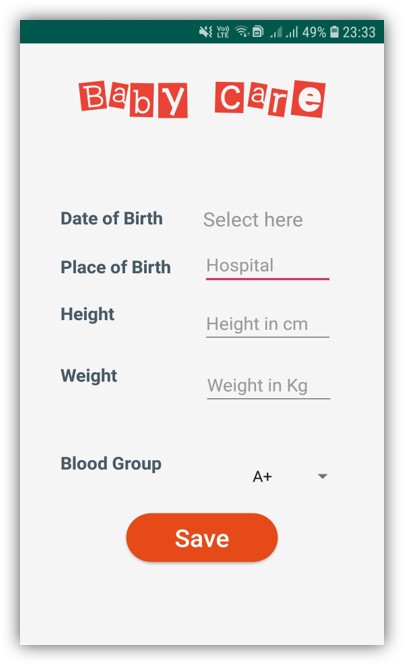 Vo)) LTE 49% 23:33
Baby Care
Date of Birth Select here
Place of Birth Hospital
Height Height in cm
Weight Weight in Kg
Blood Group A+
Save